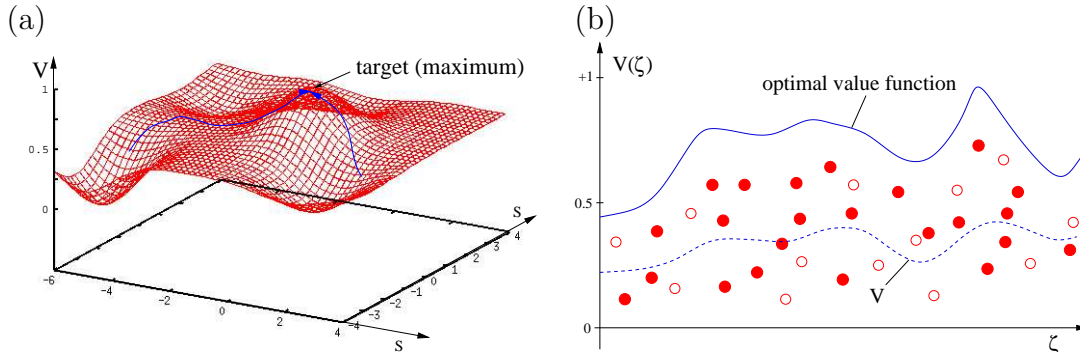 (a)
V
target (maximum)
1
0.5
0
-6
-4
-2
0
2
4
-4
-3
-2
-1
0
1
2
3
4
s
s
(b)
V(ζ)
+1
optimal value function
0.5
V
0
ζ